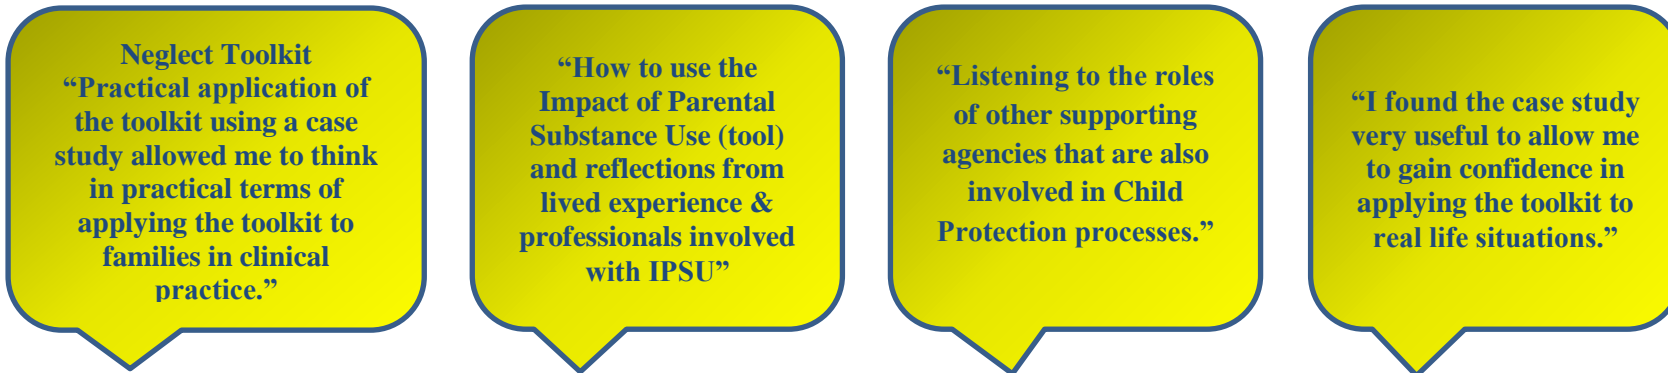 Neglect Toolkit
“Practical application of
the toolkit using a case
study allowed me to think
in practical terms of
applying the toolkit to
families in clinical
practice.”
“How to use the
Impact of Parental
Substance Use (tool)
and reflections from
lived experience &
professionals involved
with IPSU”
“Listening to the roles
of other supporting
agencies that are also
involved in Child
Protection processes.”
“I found the case study
very useful to allow me
to gain confidence in
applying the toolkit to
real life situations.”